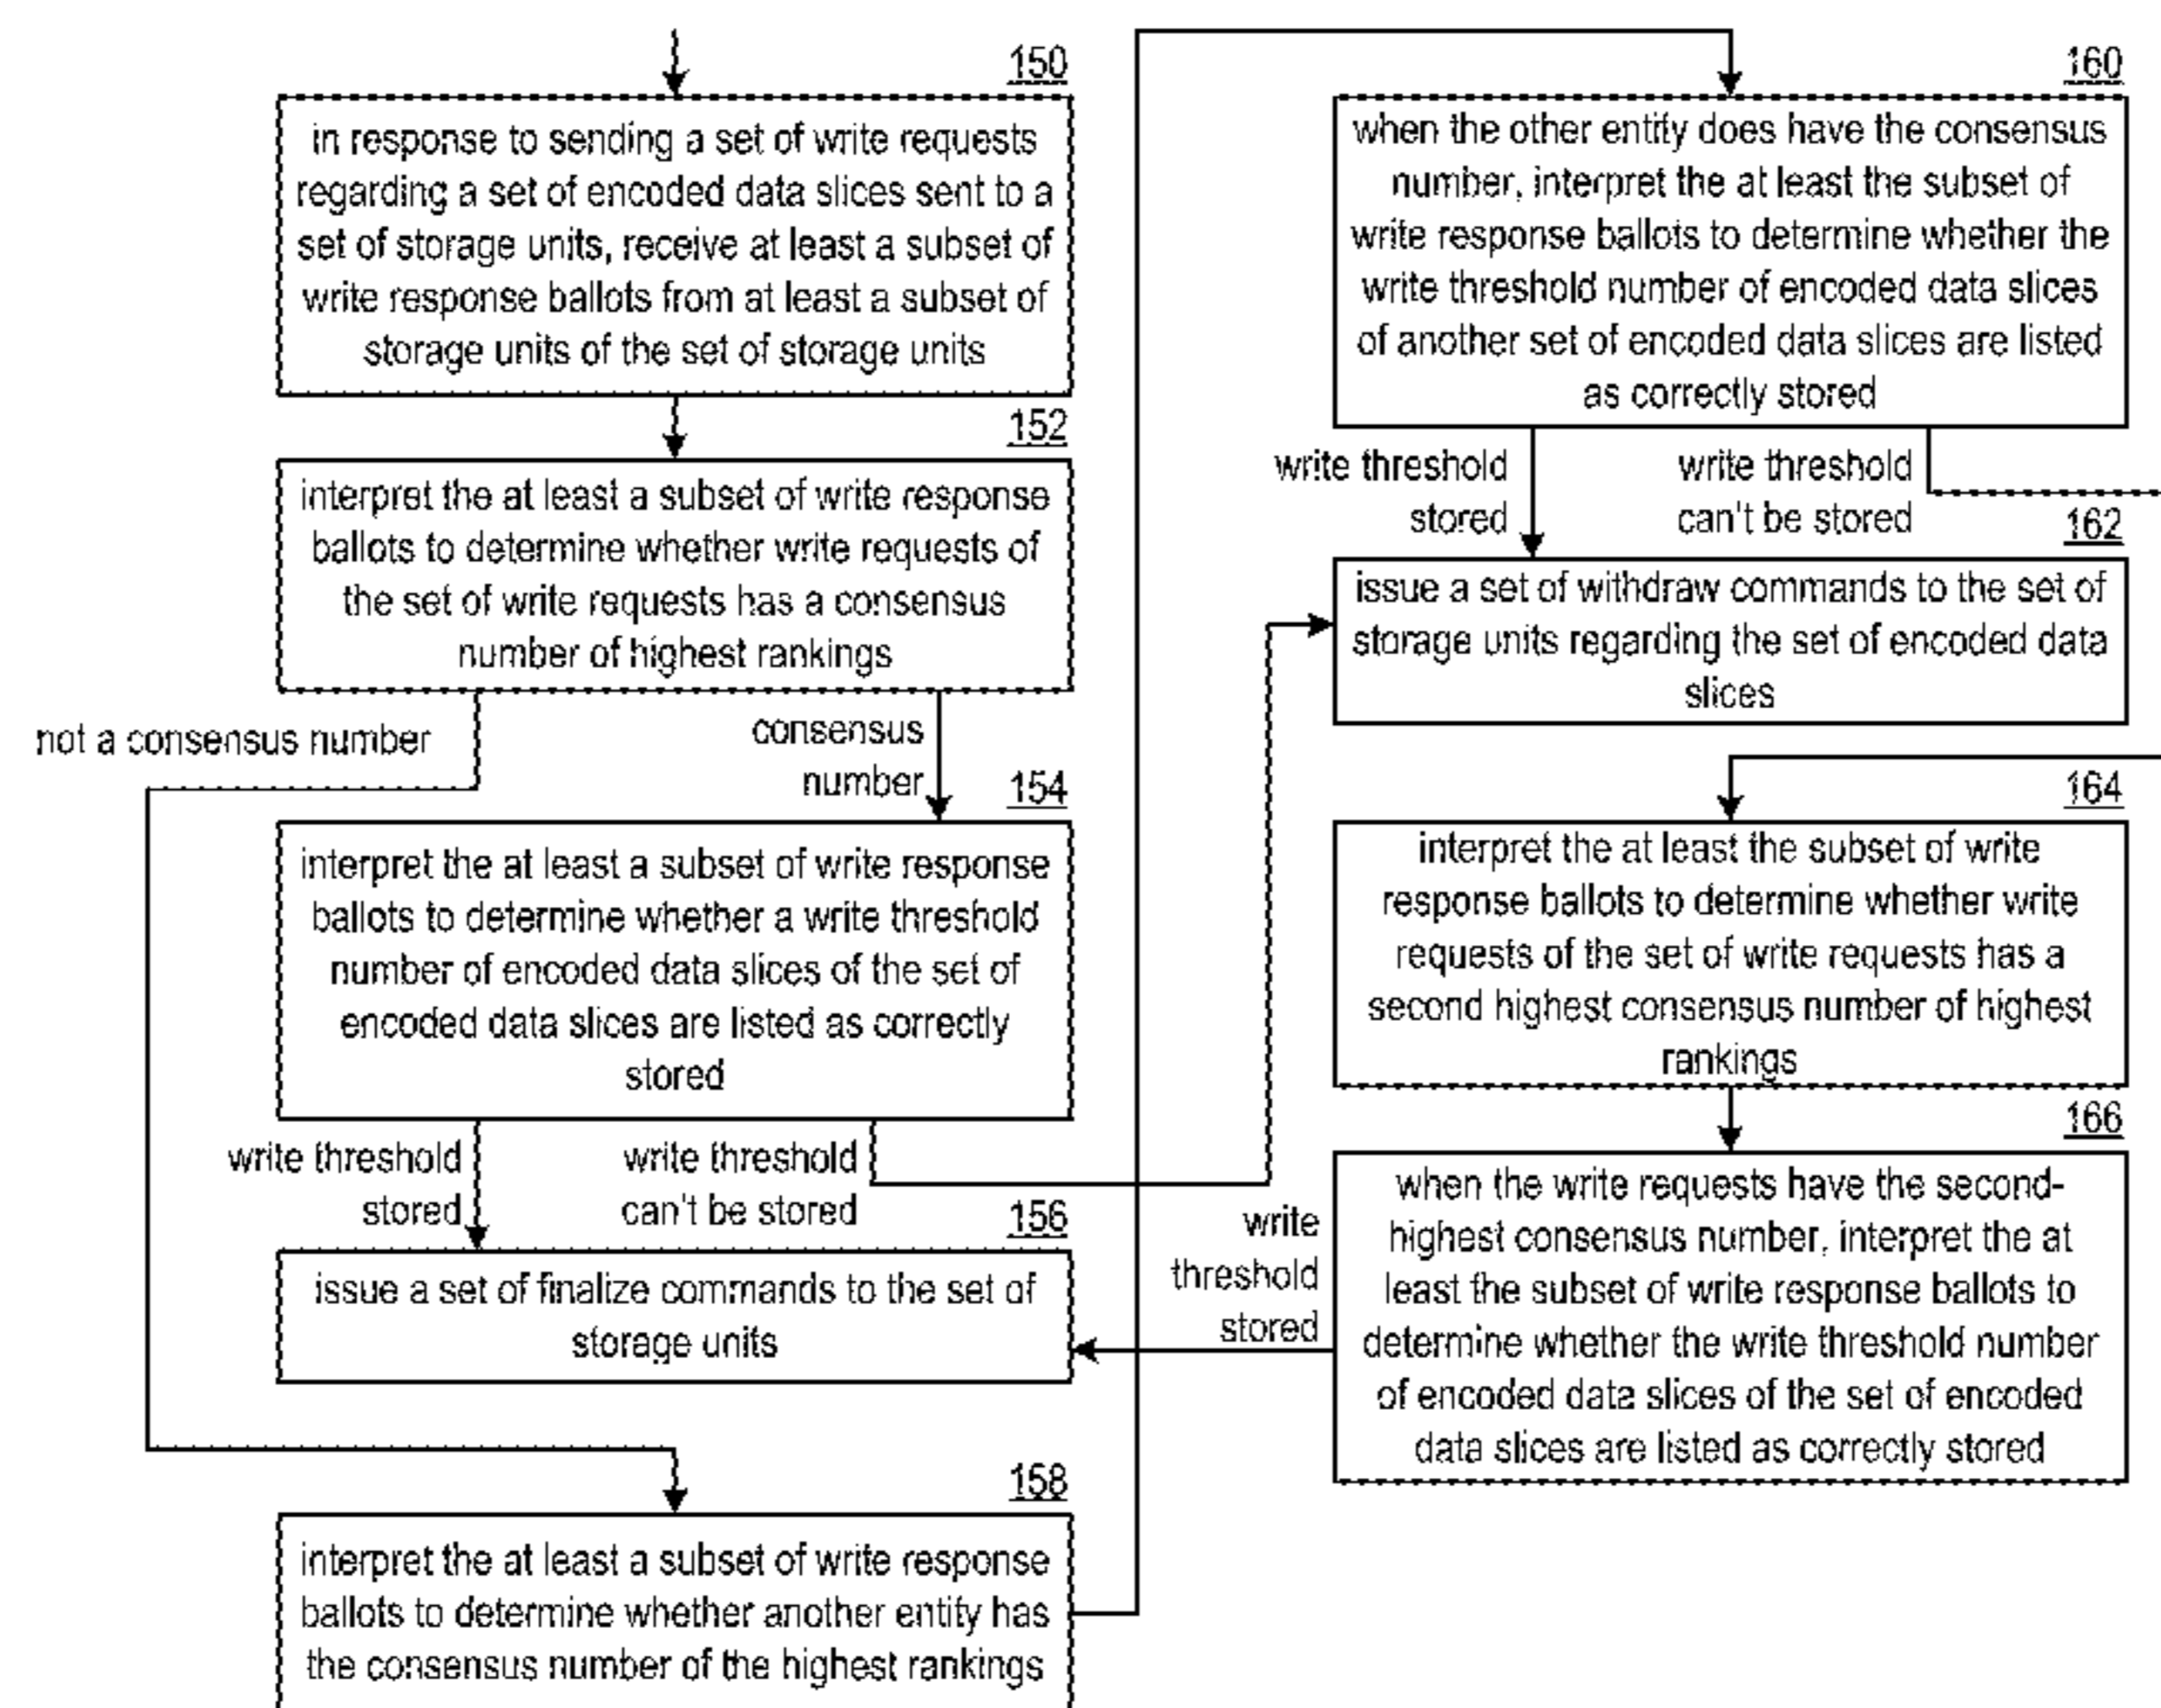 150
in response to sending a set of write requests
regarding a set of encoded data slices sent to a
set of storage units, receive at least a subset of
write response ballots from at least a subset of
storage units of the set of storage units
152
interpret the at least a subset of write response
ballots to determine whether write requests of
the set of write requests has a consensus
number of highest rankings
not a consensus number
consensus
number
154
interpret the at least a subset of write response
ballots to determine whether a write threshold
number of encoded data slices of the set of
encoded data slices are listed as correctly
stored
write threshold
stored
write threshold
can't be stored
156
issue a set of finalize commands to the set of
storage units
158
interpret the at least a subset of write response
ballots to determine whether another entity has
the consensus number of the highest rankings
160
when the other entity does have the consensus
number, interpret the at least the subset of
write response ballots to determine whether the
write threshold number of encoded data slices
of another set of encoded data slices are listed
as correctly stored
write threshold
stored
write threshold
can't be stored
162
issue a set of withdraw commands to the set of
storage units regarding the set of encoded data
slices
164
interpret the at least the subset of write
response ballots to determine whether write
requests of the set of write requests has a
second highest consensus number of highest
rankings
166
when the write requests have the second-
highest consensus number, interpret the at
least the subset of write response ballots to
determine whether the write threshold number
of encoded data slices of the set of encoded
data slices are listed as correctly stored
write
threshold
stored